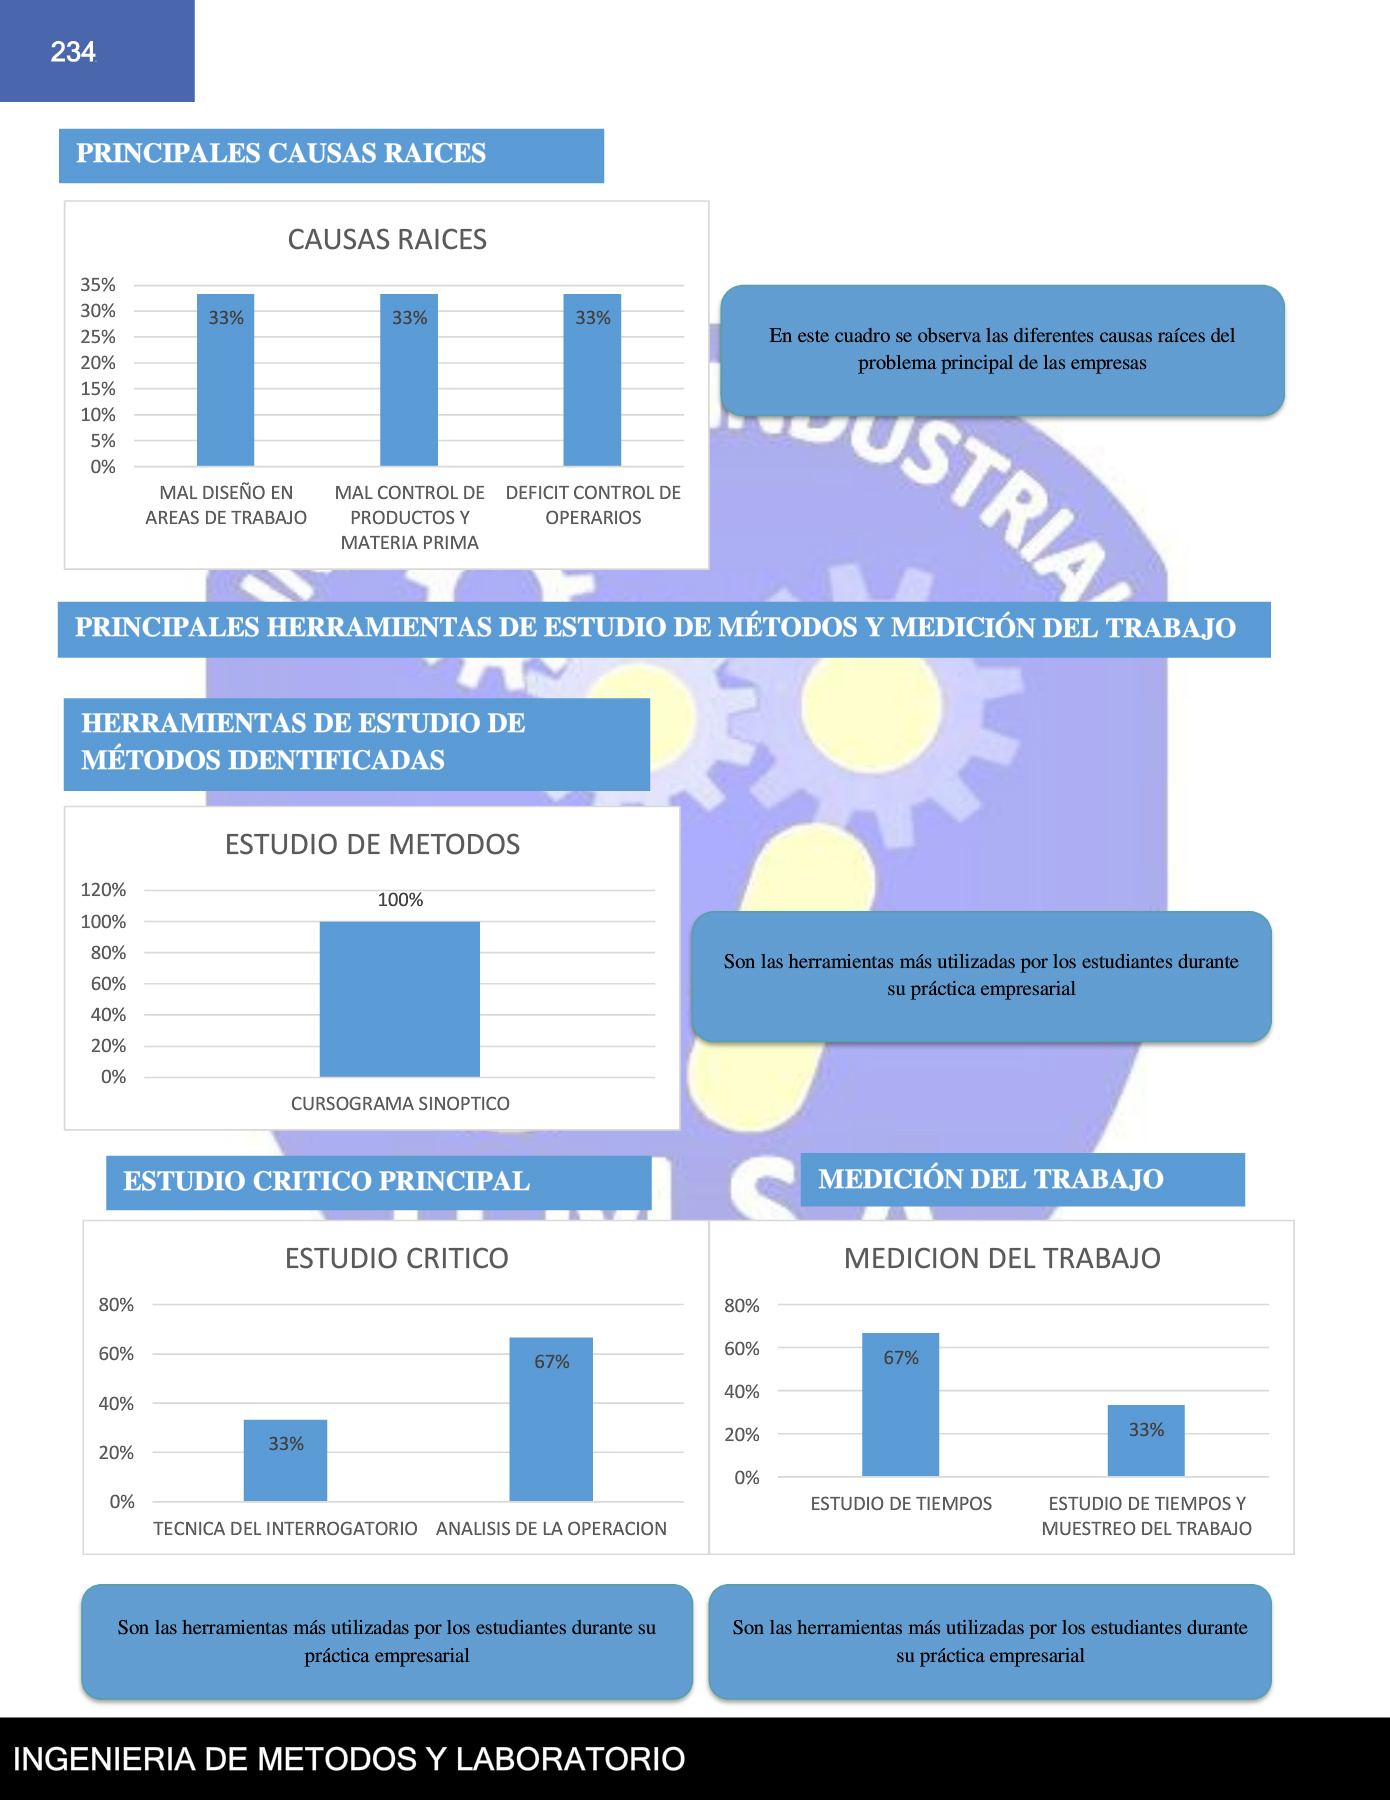 234
PRINCIPALES CAUSAS RAICES
CAUSAS RAICES
35%
30%
25%
20%
15%
10%
5%
0%
33%
33%
33%
MAL DISEÑO EN
AREAS DE TRABAJO
MAL CONTROL DE
PRODUCTOS Y
MATERIA PRIMA
DEFICIT CONTROL DE
OPERARIOS
En este cuadro se observa las diferentes causas raíces del
problema principal de las empresas
INDUSTRIAL
PRINCIPALES HERRAMIENTAS DE ESTUDIO DE MÉTODOS Y MEDICIÓN DEL TRABAJO
HERRAMIENTAS DE ESTUDIO DE
MÉTODOS IDENTIFICADAS
ESTUDIO DE METODOS
120%
100%
80%
60%
40%
20%
0%
100%
CURSOGRAMA SINOPTICO
Son las herramientas más utilizadas por los estudiantes durante
su práctica empresarial
ESTUDIO CRITICO PRINCIPAL
ESTUDIO CRITICO
80%
60%
40%
20%
0%
33%
67%
TECNICA DEL INTERROGATORIO
ANALISIS DE LA OPERACION
MEDICIÓN DEL TRABAJO
MEDICION DEL TRABAJO
80%
60%
40%
20%
0%
67%
33%
ESTUDIO DE TIEMPOS
ESTUDIO DE TIEMPOS Y
MUESTREO DEL TRABAJO
Son las herramientas más utilizadas por los estudiantes durante su
práctica empresarial
Son las herramientas más utilizadas por los estudiantes durante
su práctica empresarial
INGENIERIA DE METODOS Y LABORATORIO